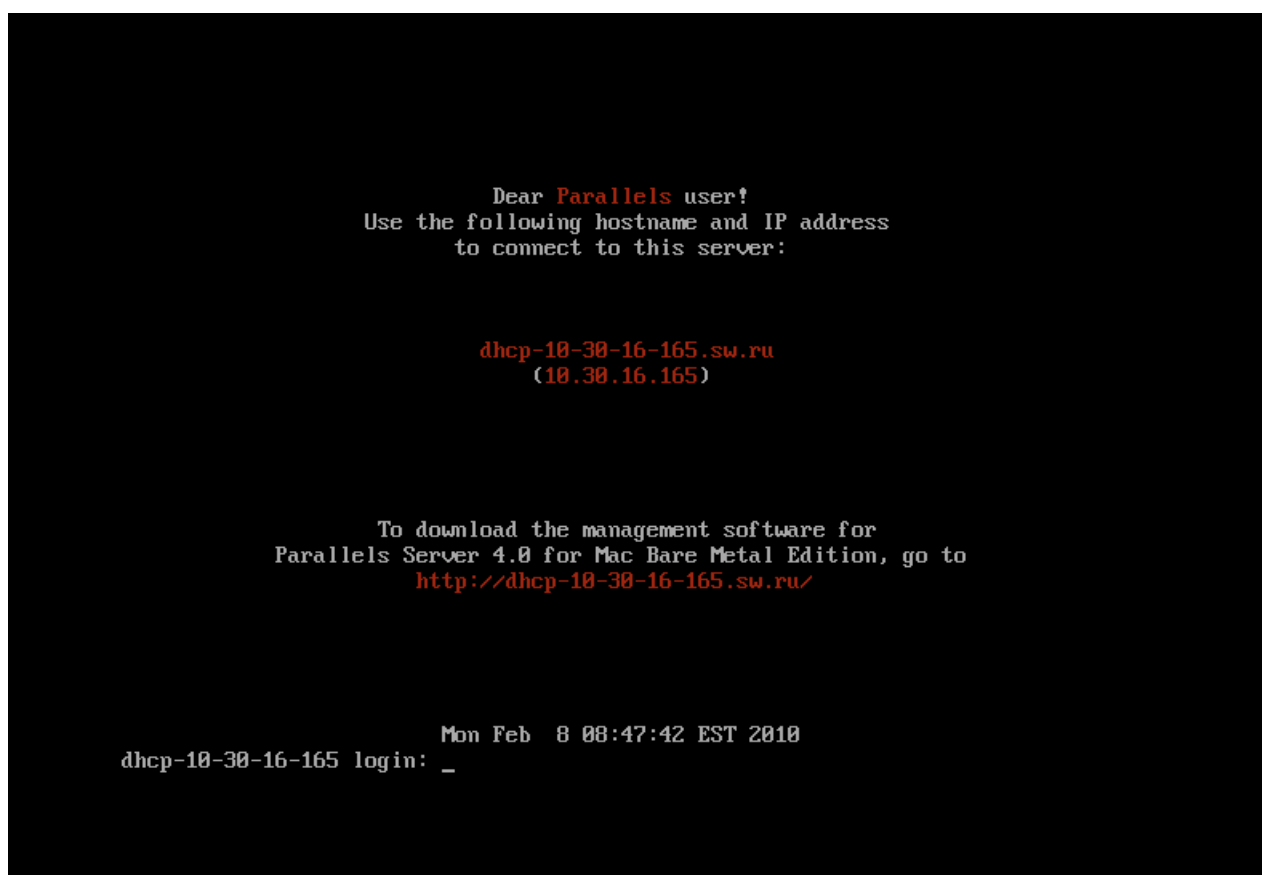 Dear Parallels user!
Use the following hostname and IP address
to connect to this server:
dhcp-10-30-16-165.sw.ru
(10.30.16.165)
To download the management software for
Parallels Server 4.0 for Mac Bare Metal Edition, go to
http://dhcp-10-30-16-165.sw.ru/
Mon Feb  8 08:47:42 EST 2010
dhcp-10-30-16-165 login: _